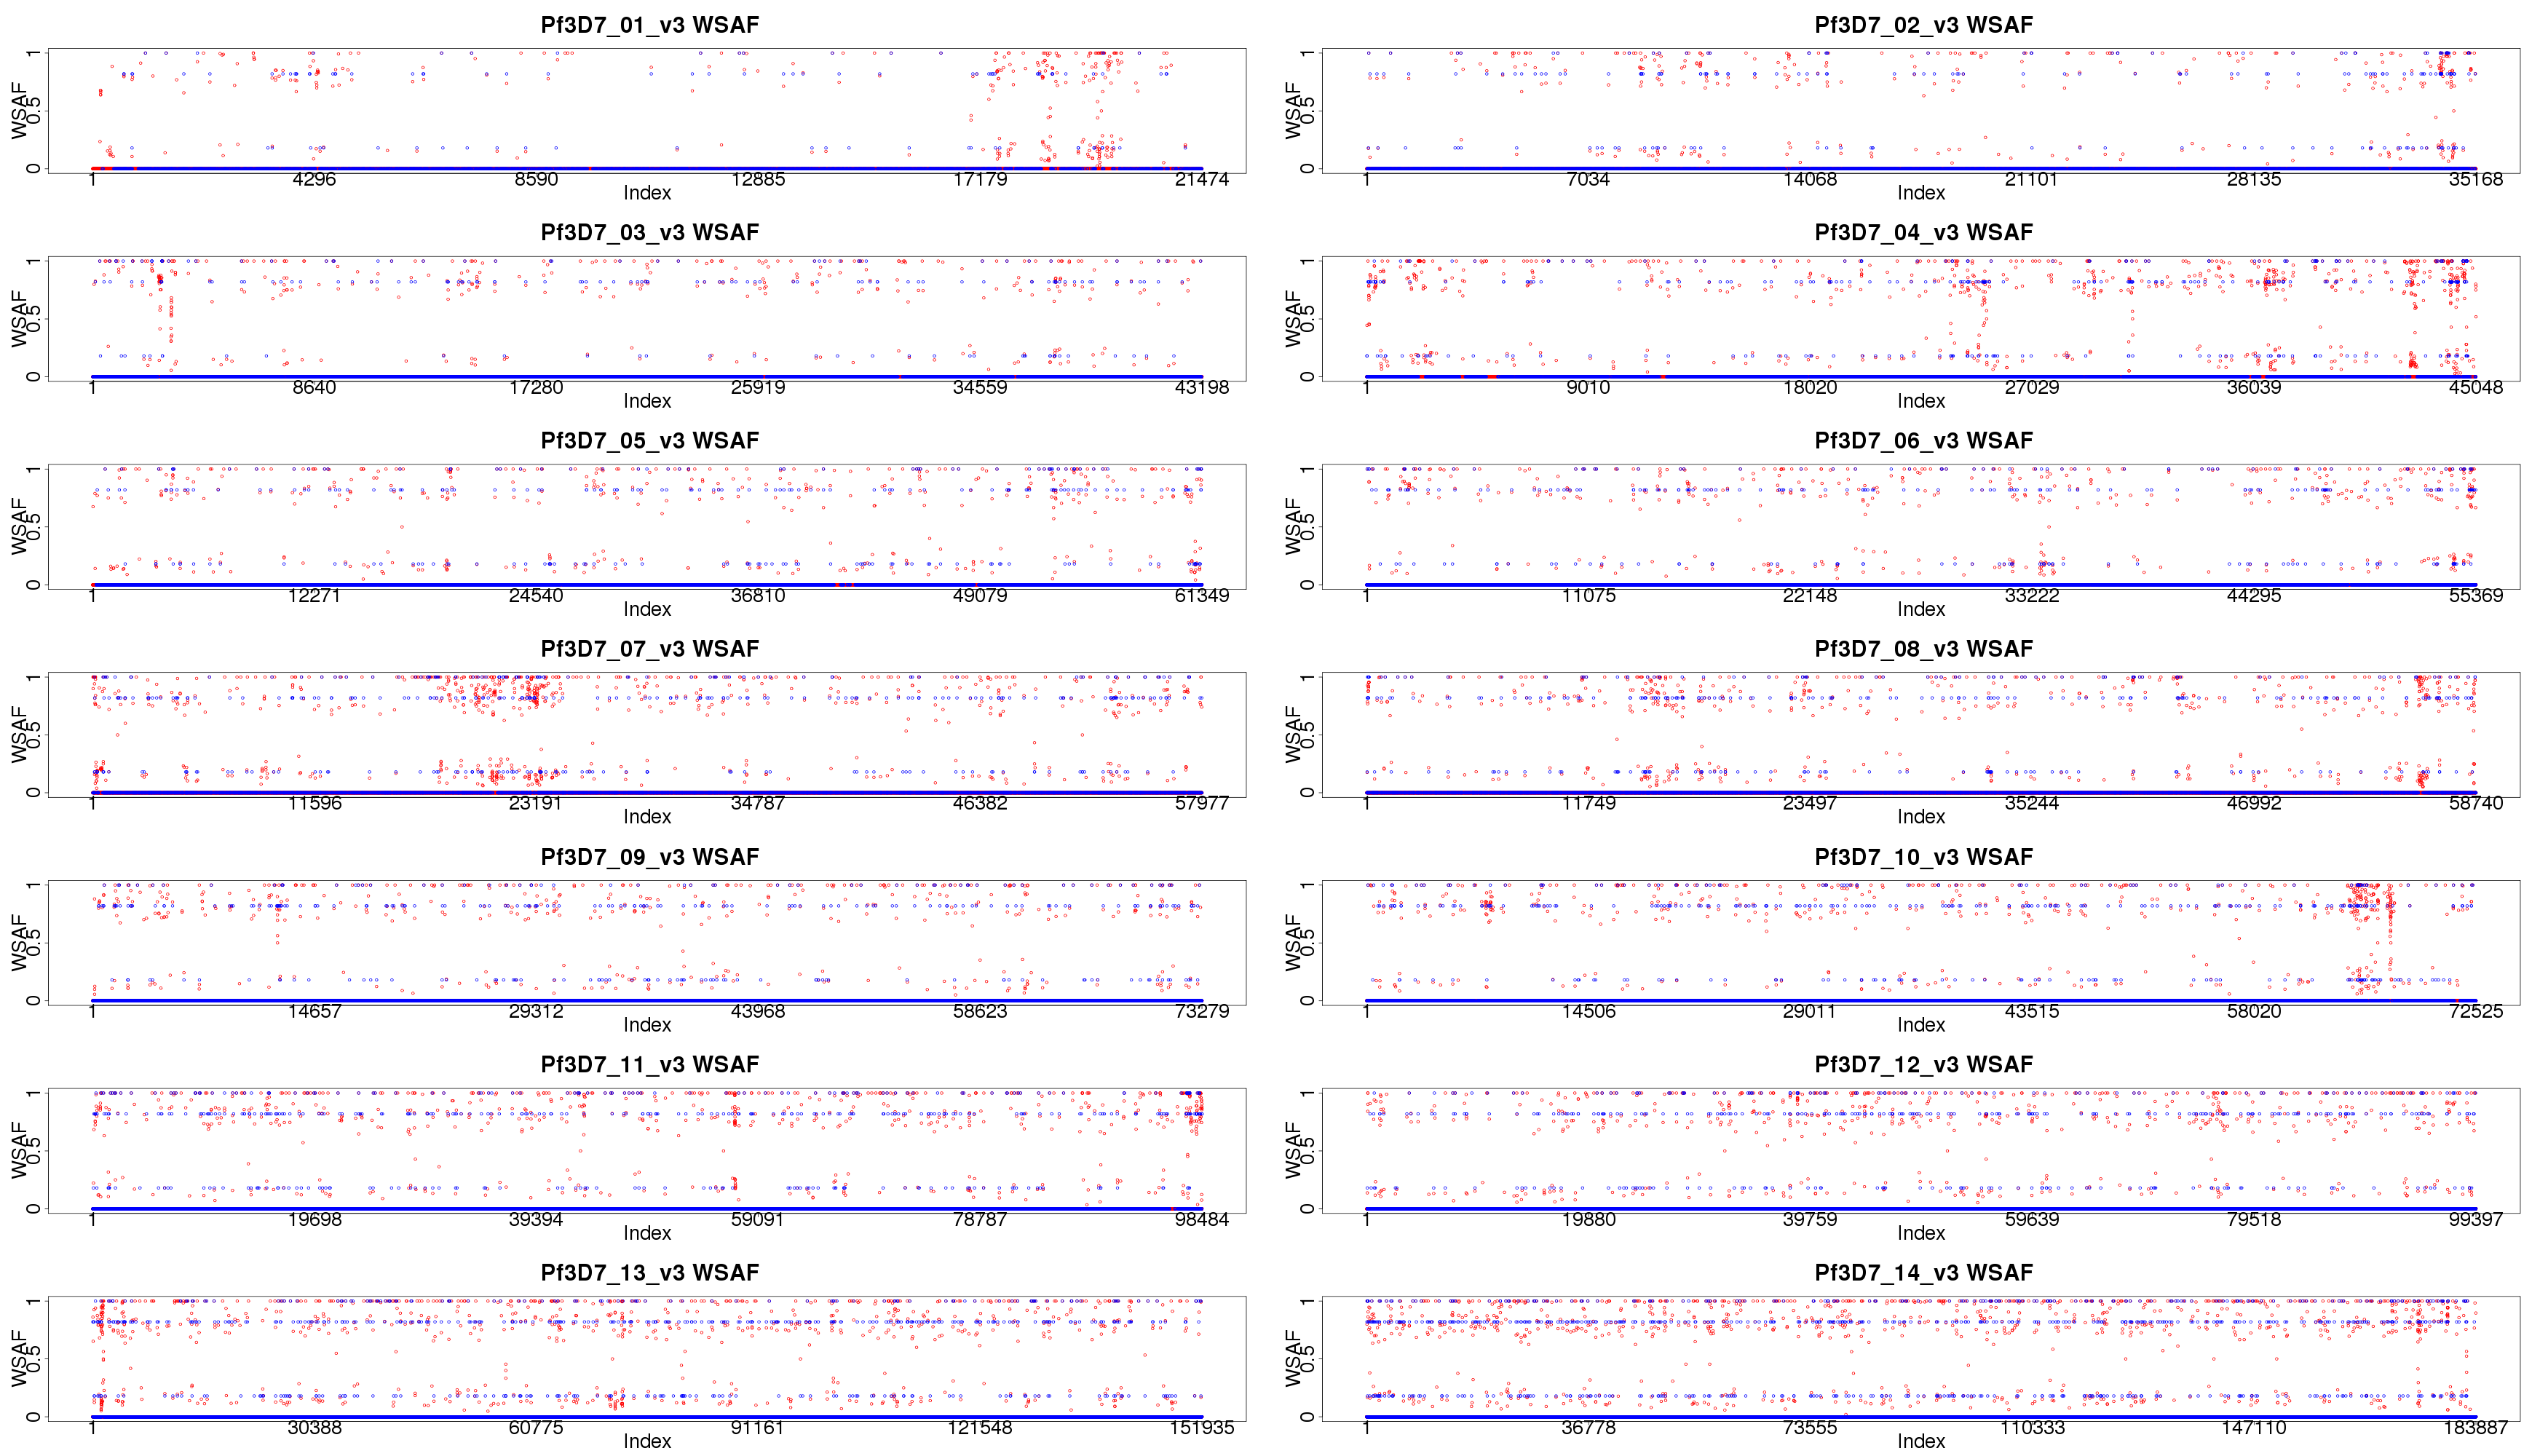 Pf3D7_01_v3 WSAF
WSAF
1
0.5
0
1 4296 8590 12885 17179 21474
Index
Pf3D7_02_v3 WSAF
WSAF
1
0.5
0
1 7034 14068 21101 28135 35168
Index
Pf3D7_03_v3 WSAF
WSAF
1
0.5
0
1 8640 17280 25919 34559 43198
Index
Pf3D7_04_v3 WSAF
WSAF
1
0.5
0
1 9010 18020 27029 36039 45048
Index
Pf3D7_05_v3 WSAF
WSAF
1
0.5
0
1 12271 24540 36810 49079 61349
Index
Pf3D7_06_v3 WSAF
WSAF
1
0.5
0
1 11075 22148 33222 44295 55369
Index
Pf3D7_07_v3 WSAF
WSAF
1
0.5
0
1 11596 23191 34787 46382 57977
Index
Pf3D7_08_v3 WSAF
WSAF
1
0.5
0
1 11749 23497 35244 46992 58740
Index
Pf3D7_09_v3 WSAF
WSAF
1
0.5
0
1 14657 29312 43968 58623 73279
Index
Pf3D7_10_v3 WSAF
WSAF
1
0.5
0
1 14506 29011 43515 58020 72525
Index
Pf3D7_11_v3 WSAF
WSAF
1
0.5
0
1 19698 39394 59091 78787 98484
Index
Pf3D7_12_v3 WSAF
WSAF
1
0.5
0
1 19880 39759 59639 79518 99397
Index
Pf3D7_13_v3 WSAF
WSAF
1
0.5
0
1 30388 60775 91161 121548 151935
Index
Pf3D7_14_v3 WSAF
WSAF
1
0.5
0
1 36778 73555 110333 147110 183887
Index